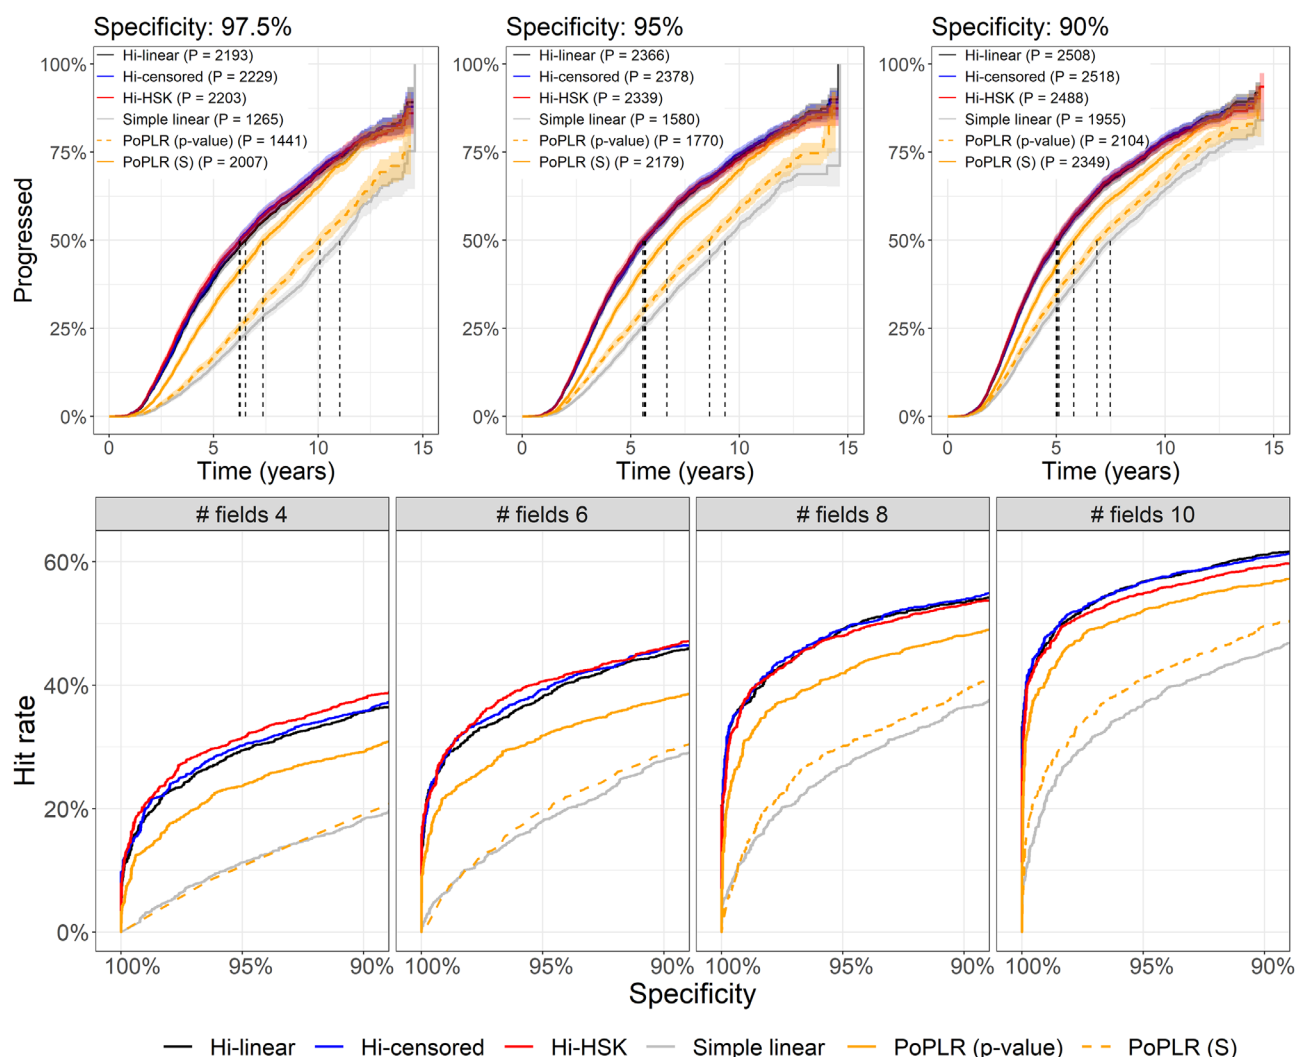 Specificity: 97.5%
Specificity: 95%
Specificity: 90%
Progressed
100%
75%
50%
25%
0%
Hi-linear (P = 2193)
Hi-censored (P = 2229)
Hi-HSK (P = 2203)
Simple linear (P = 1265)
PoPLR (p-value) (P = 1441)
PoPLR (S) (P = 2007)
0 5 10 15
Time (years)
100%
75%
50%
25%
0%
Hi-linear (P = 2366)
Hi-censored (P = 2378)
Hi-HSK (P = 2339)
Simple linear (P = 1580)
PoPLR (p-value) (P = 1770)
PoPLR (S) (P = 2179)
0 5 10 15
Time (years)
100%
75%
50%
25%
0%
Hi-linear (P = 2508)
Hi-censored (P = 2518)
Hi-HSK (P = 2488)
Simple linear (P = 1955)
PoPLR (p-value) (P = 2104)
PoPLR (S) (P = 2349)
0 5 10 15
Time (years)
# fields 4
# fields 6
# fields 8
# fields 10
Hit rate
60%
40%
20%
0%
100% 95% 90%
100% 95% 90%
100% 95% 90%
100% 95% 90%
Specificity
Hi-linear Hi-censored Hi-HSK Simple linear PoPLR (p-value) PoPLR (S)